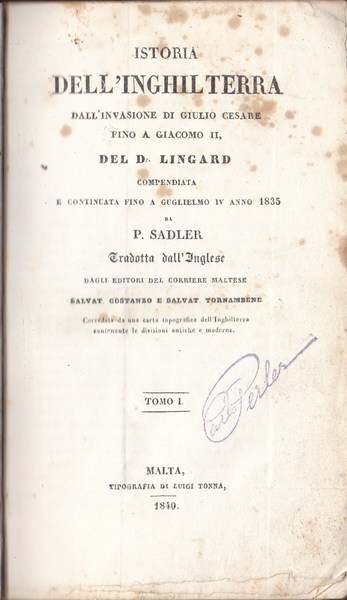 ISTORIA
DELL'INGHILTERRA
DALL'INVASIONE DI GIULIO CESARE
FINO A GIACOMO II,
DEL Dr. LINGARD
COMPENDIATA
E CONTINUATA FINO A GUGLIELMO IV ANNO 1835
DA
P. SADLER
Tradotta dall'Inglese
DAGLI EDITORI DEL CORRIERE MALTESE
SALVAT. COSTANZO E SALVAT. TORNAMBENE
Corredata da una carta topografica dell'Inghilterra
contenente le divisioni antiche e moderne.
TOMO I.
MALTA,
TIPOGRAFIA DI LUIGI TONNA,
1840.